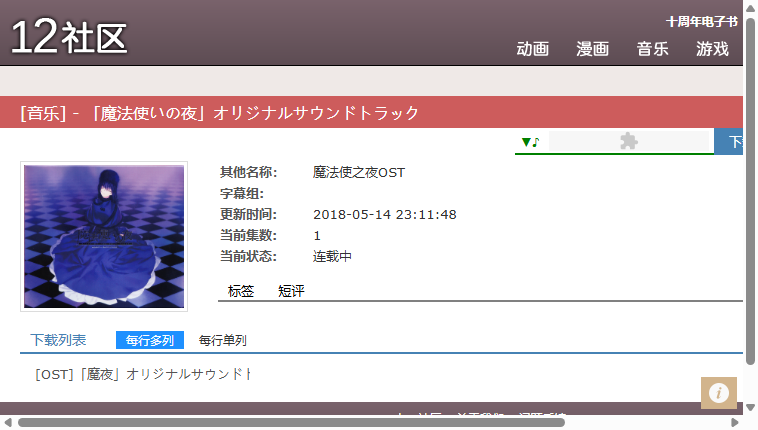 十周年电子书
12社区
动画 漫画 音乐 游戏
[音乐] - 「魔法使いの夜」オリジナルサウンドトラック
▼♪
其他名称: 魔法使之夜OST
字幕组:
更新时间: 2018-05-14 23:11:48
当前集数: 1
当前状态: 连载中
标签 短评
下载列表 每行多列 每行单列
[OST]「魔夜」オリジナルサウンド